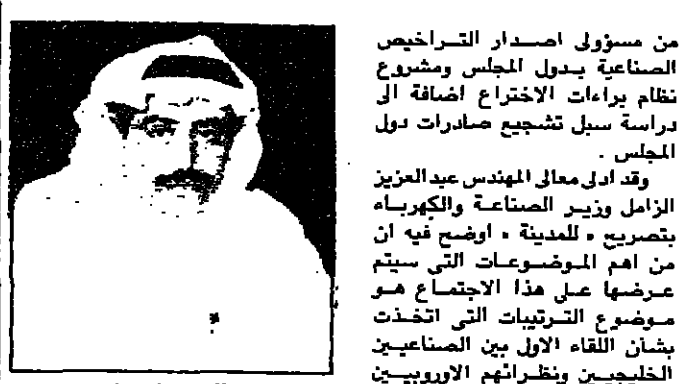 من مسؤولى اصدار التراخيص
الصناعية بدول المجلس ومشروع
نظام براءات الاختراع اضافة الى
دراسة سبل تشجيع صادرات دول
المجلس .
وقد ادلى معالى المهندس عبدالعزيز
الزامل وزير الصناعة والكهرباء
بتصريح « للمدينة » اوضح فيه ان
من اهم الموضوعات التى سيتم
عرضها على هذا الاجتماع هو
موضوع الترتيبات التى اتخذت
بشأن اللقاء الاول بين الصناعيين
الخليجيين ونظرائهم الاوروبيين